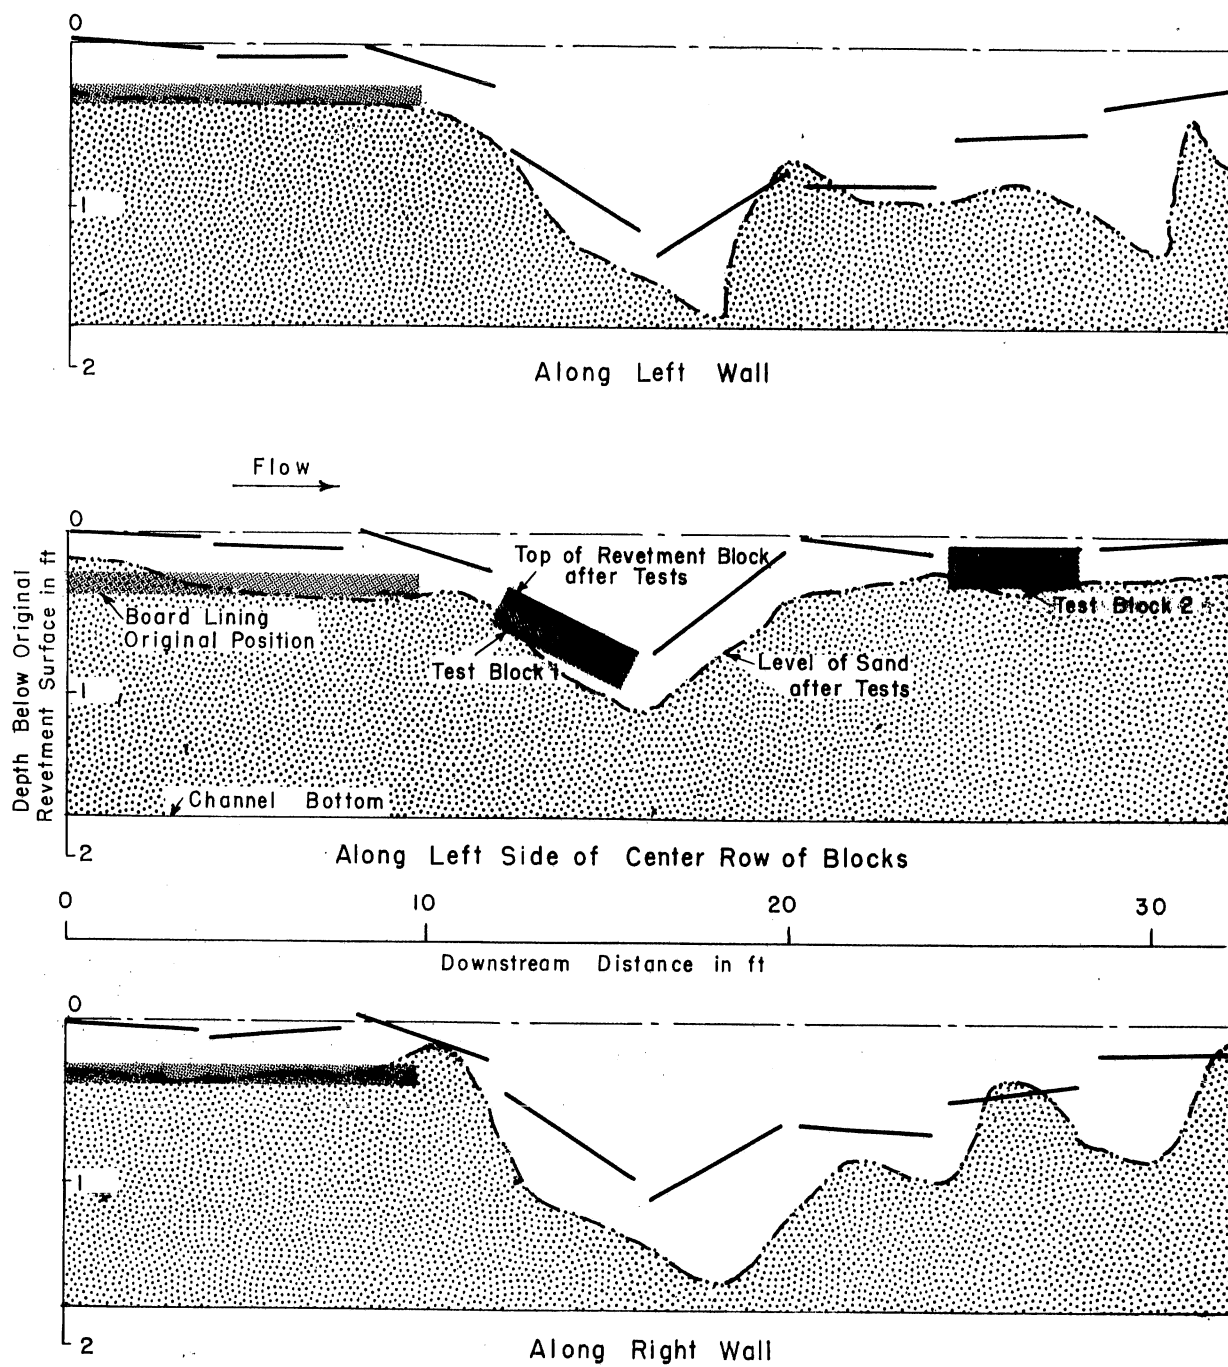 0
-1
-2
Along Left Wall
Flow
0
Top of Revetment Block
after Tests
Board Lining
Original Position
Test Block 1
Test Block 2
Level of Sand
after Tests
-1
Depth Below Original
Revetment Surface in ft
Channel Bottom
-2
Along Left Side of Center Row of Blocks
0 10 20 30
Downstream Distance in ft
0
-1
-2
Along Right Wall